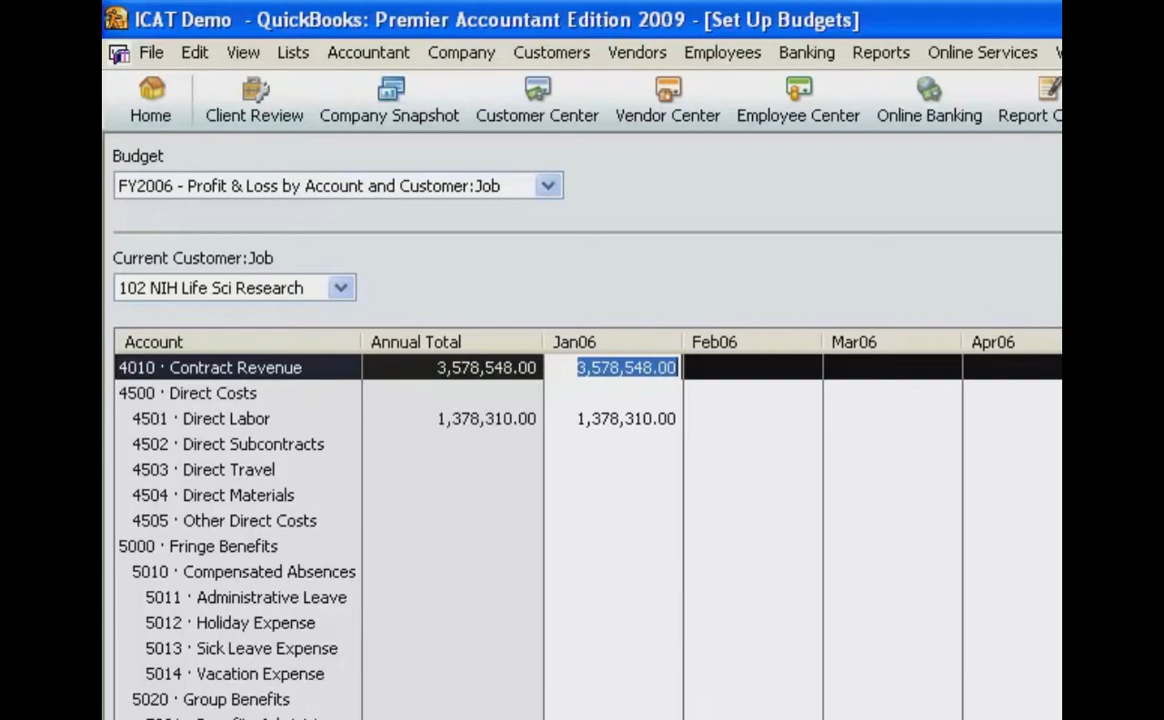 ICAT Demo - QuickBooks: Premier Accountant Edition 2009 - [Set Up Budgets]
File Edit View Lists Accountant Company Customers Vendors Employees Banking Reports Online Services
Home Client Review Company Snapshot Customer Center Vendor Center Employee Center Online Banking Report C
Budget
FY2006 - Profit & Loss by Account and Customer:Job
Current Customer:Job
102 NIH Life Sci Research
Account Annual Total Jan06 Feb06 Mar06 Apr06
4010 · Contract Revenue 3,578,548.00 3,578,548.00
4500 · Direct Costs
4501 · Direct Labor 1,378,310.00 1,378,310.00
4502 · Direct Subcontracts
4503 · Direct Travel
4504 · Direct Materials
4505 · Other Direct Costs
5000 · Fringe Benefits
5010 · Compensated Absences
5011 · Administrative Leave
5012 · Holiday Expense
5013 · Sick Leave Expense
5014 · Vacation Expense
5020 · Group Benefits